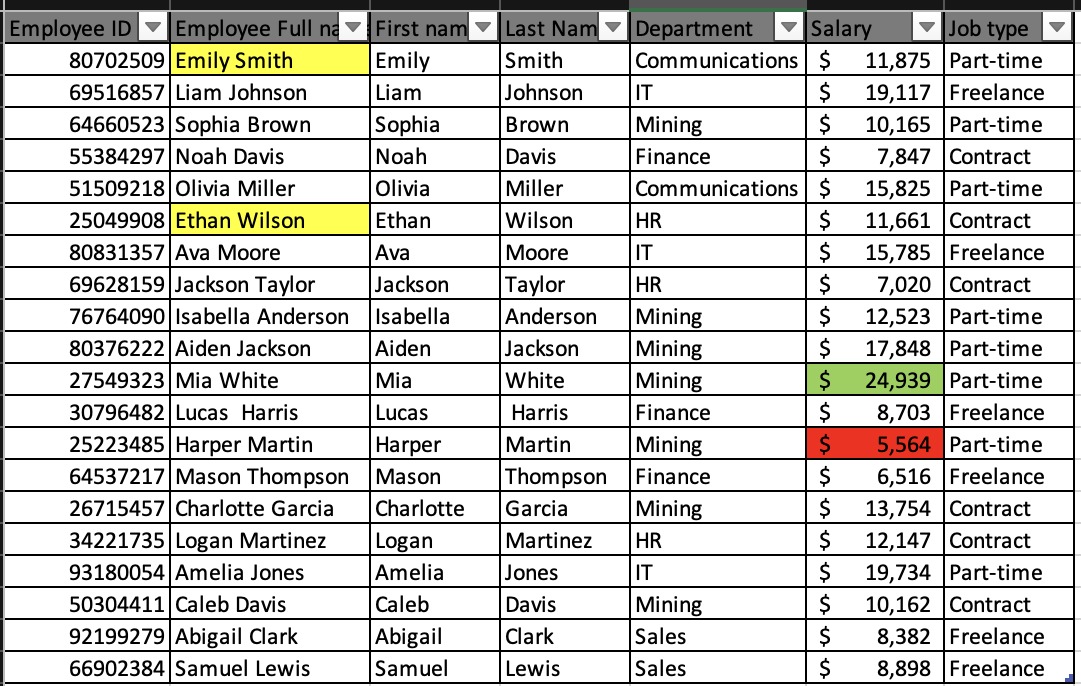 Employee ID Employee Full na First nam Last Nam Department Salary Job type
80702509 Emily Smith Emily Smith Communications $ 11,875 Part-time
69516857 Liam Johnson Liam Johnson IT $ 19,117 Freelance
64660523 Sophia Brown Sophia Brown Mining $ 10,165 Part-time
55384297 Noah Davis Noah Davis Finance $ 7,847 Contract
51509218 Olivia Miller Olivia Miller Communications $ 15,825 Part-time
25049908 Ethan Wilson Ethan Wilson HR $ 11,661 Contract
80831357 Ava Moore Ava Moore IT $ 15,785 Freelance
69628159 Jackson Taylor Jackson Taylor HR $ 7,020 Contract
76764090 Isabella Anderson Isabella Anderson Mining $ 12,523 Part-time
80376222 Aiden Jackson Aiden Jackson Mining $ 17,848 Part-time
27549323 Mia White Mia White Mining $ 24,939 Part-time
30796482 Lucas  Harris Lucas Harris Finance $ 8,703 Freelance
25223485 Harper Martin Harper Martin Mining $ 5,564 Part-time
64537217 Mason Thompson Mason Thompson Finance $ 6,516 Freelance
26715457 Charlotte Garcia Charlotte Garcia Mining $ 13,754 Contract
34221735 Logan Martinez Logan Martinez HR $ 12,147 Contract
93180054 Amelia Jones Amelia Jones IT $ 19,734 Part-time
50304411 Caleb Davis Caleb Davis Mining $ 10,162 Contract
92199279 Abigail Clark Abigail Clark Sales $ 8,382 Freelance
66902384 Samuel Lewis Samuel Lewis Sales $ 8,898 Freelance